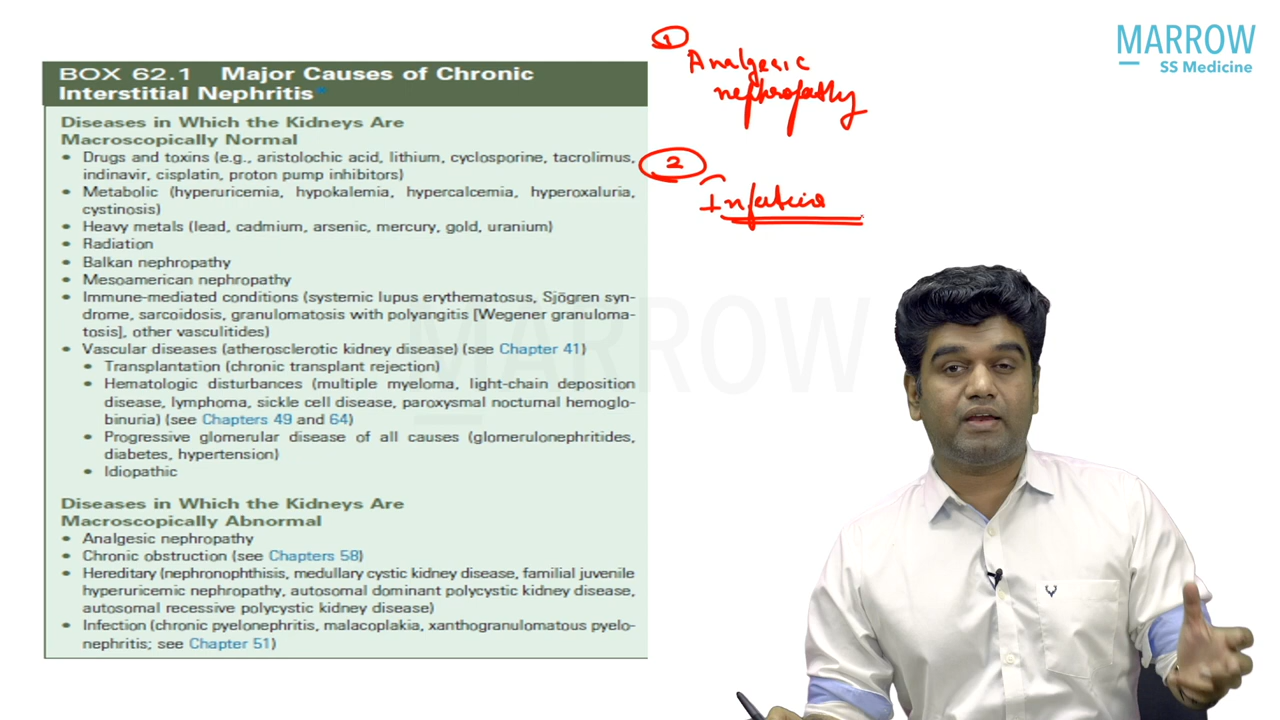 BOX 62.1 Major Causes of Chronic
Interstitial Nephritis*
Diseases in Which the Kidneys Are
Macroscopically Normal
• Drugs and toxins (e.g., aristolochic acid, lithium, cyclosporine, tacrolimus,
indinavir, cisplatin, proton pump inhibitors)
• Metabolic (hyperuricemia, hypokalemia, hypercalcemia, hyperoxaluria,
cystinosis)
• Heavy metals (lead, cadmium, arsenic, mercury, gold, uranium)
• Radiation
• Balkan nephropathy
• Mesoamerican nephropathy
• Immune-mediated conditions (systemic lupus erythematosus, Sjögren syn-
drome, sarcoidosis, granulomatosis with polyangitis [Wegener granuloma-
tosis], other vasculitides)
• Vascular diseases (atherosclerotic kidney disease) (see Chapter 41)
• Transplantation (chronic transplant rejection)
• Hematologic disturbances (multiple myeloma, light-chain deposition
disease, lymphoma, sickle cell disease, paroxysmal nocturnal hemoglo-
binuria) (see Chapters 49 and 64)
• Progressive glomerular disease of all causes (glomerulonephritides,
diabetes, hypertension)
• Idiopathic
Diseases in Which the Kidneys Are
Macroscopically Abnormal
• Analgesic nephropathy
• Chronic obstruction (see Chapters 58)
• Hereditary (nephronophthisis, medullary cystic kidney disease, familial juvenile
hyperuricemic nephropathy, autosomal dominant polycystic kidney disease,
autosomal recessive polycystic kidney disease)
• Infection (chronic pyelonephritis, malacoplakia, xanthogranulomatous pyelo-
nephritis; see Chapter 51)
1
Analgesic
nephropathy
2
MARROW
SS Medicine
MARROW